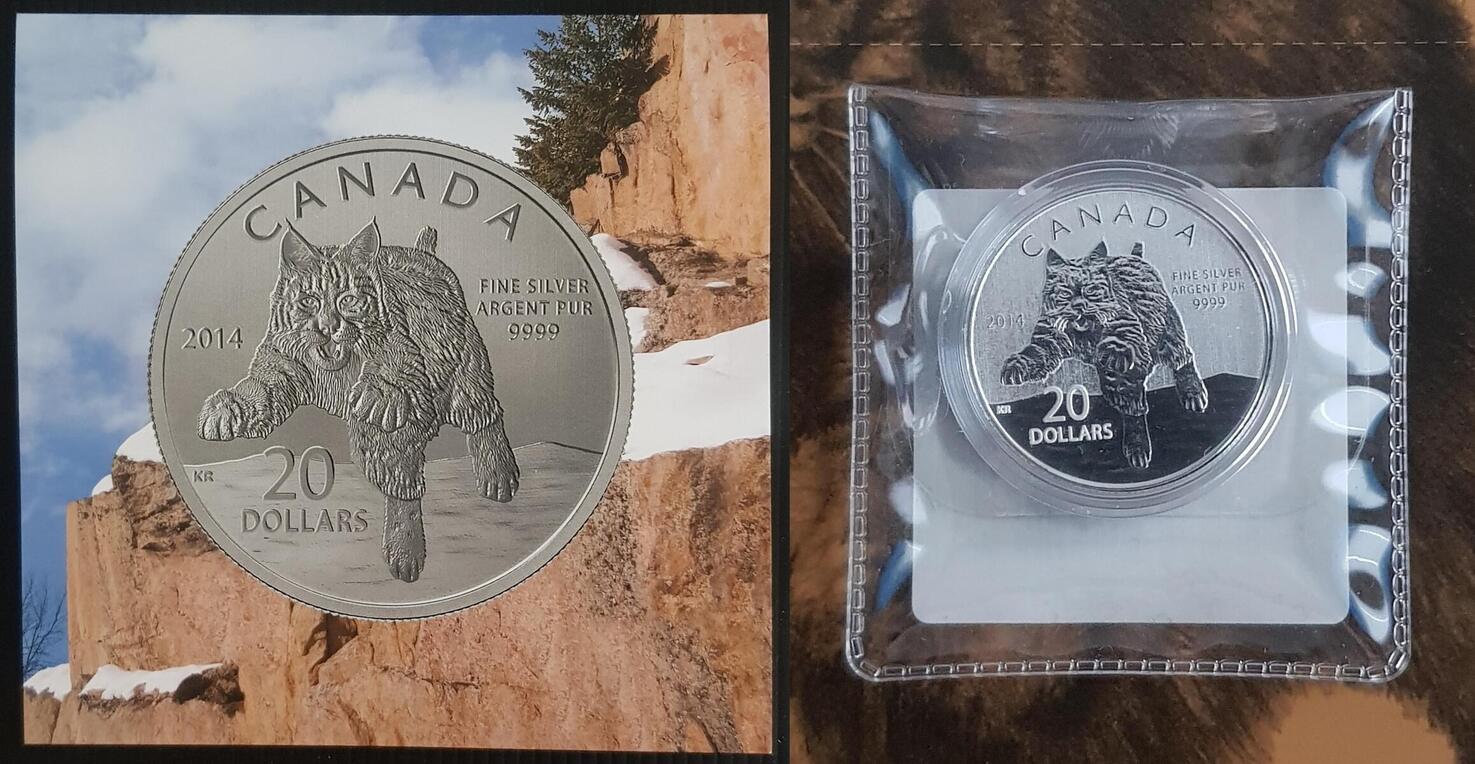 CANADA
2014
FINE SILVER
ARGENT PUR
9999
KR
20
DOLLARS
CANADA
2014
FINE SILVER
ARGENT PUR
9999
KR
20
DOLLARS